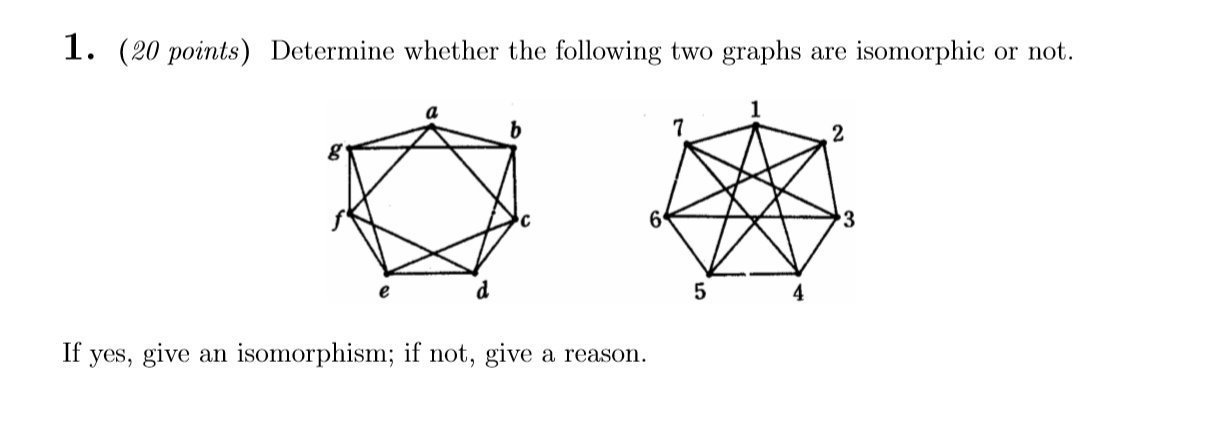 1. (20 points) Determine whether the following two graphs are isomorphic or not.
a
b
g
f
c
e
d
1
7
2
6
3
5
4
If yes, give an isomorphism; if not, give a reason.